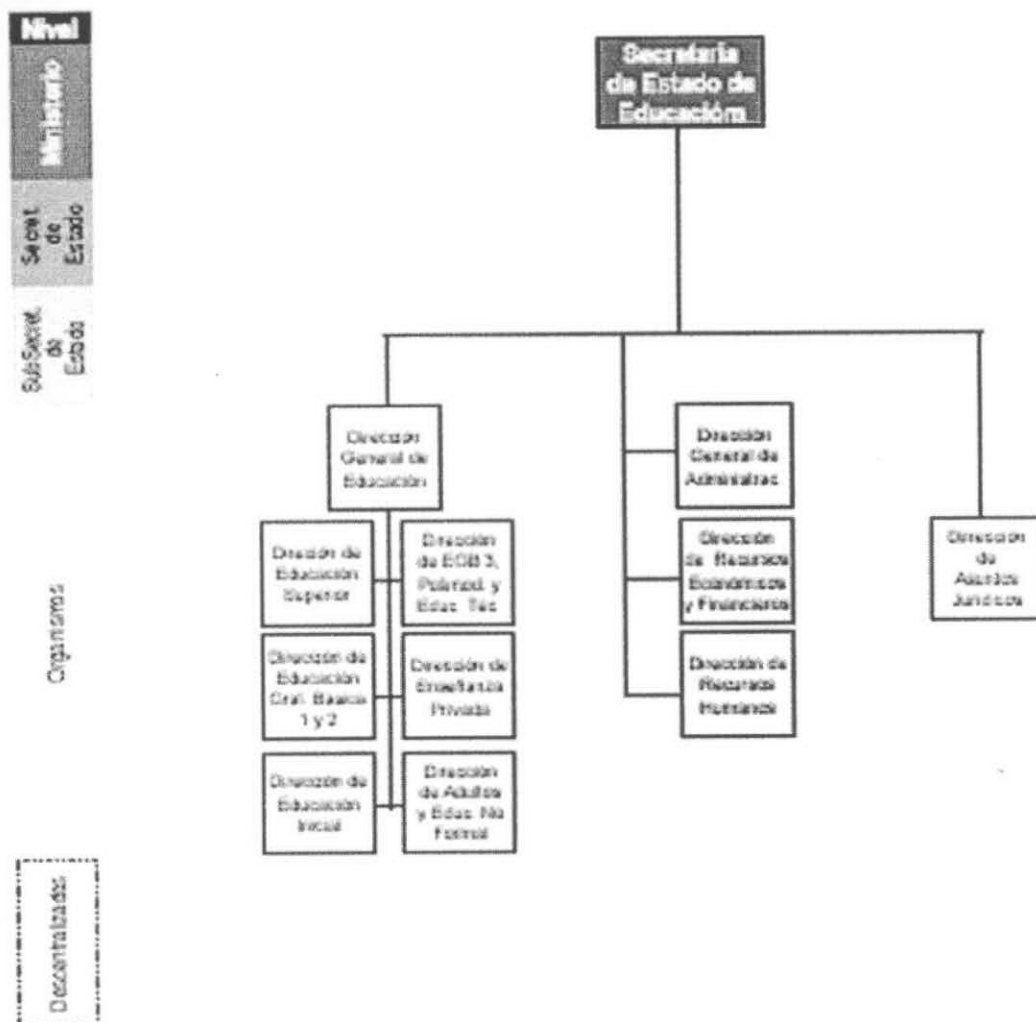 Nivel
Ministerio
Secret.
de
Estado
SubSecret.
de
Estado
Organismos
Descentralizados
Secretaría
de Estado de
Educación
Dirección
General de
Educación
Dirección de
Educación
Superior
Dirección
de EGB 3,
Polimod. y
Educ. Téc.
Dirección de
Educación
Gral. Basica
1 y 2
Dirección de
Enseñanza
Privada
Dirección de
Educación
Inicial
Dirección
de Adultos
y Educ. No
Formal
Dirección
General de
Administrac.
Dirección
de Recursos
Económicos
y Financieros
Dirección de
Recursos
Humanos
Dirección
de
Asuntos
Jurídicos